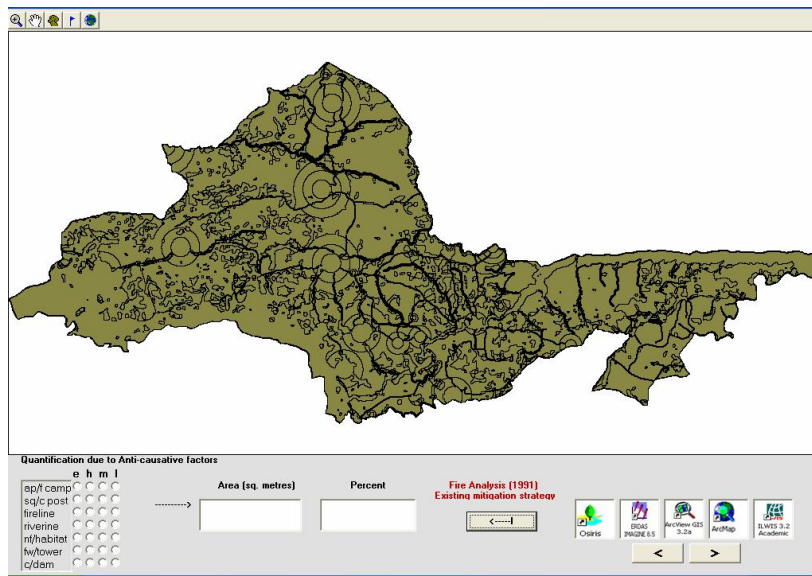 Quantification due to Anti-causative factors
e h m l
ap/f camp
sq/c post
fireline
riverine
nf/habitat
fw/tower
c/dam
---------->
Area (sq. metres)
Percent
Fire Analysis (1991)
Existing mitigation strategy
<----I
Osiris
ERDAS
IMAGINE 8.5
ArcView GIS
3.2a
ArcMap
ILWIS 3.2
Academic
<
>